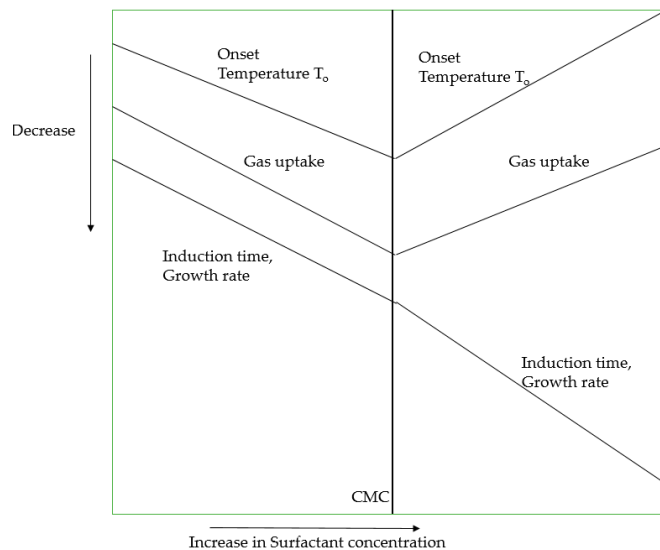 Onset
Temperature Tₒ
Onset
Temperature Tₒ
Decrease
Gas uptake
Gas uptake
Induction time,
Growth rate
Induction time,
Growth rate
CMC
Increase in Surfactant concentration